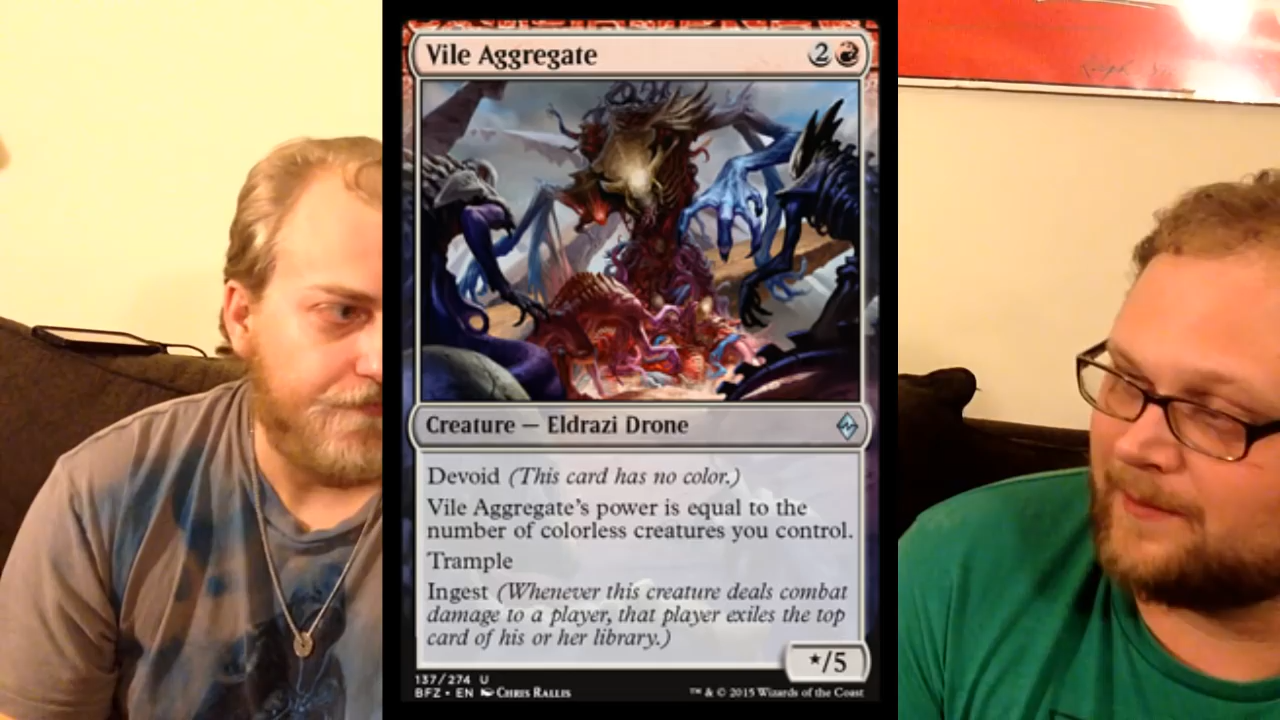 Vile Aggregate 2
Creature — Eldrazi Drone
Devoid (This card has no color.)
Vile Aggregate's power is equal to the
number of colorless creatures you control.
Trample
Ingest (Whenever this creature deals combat
damage to a player, that player exiles the top
card of his or her library.)
*/5
137/274 U
BFZ • EN Chris Rallis ™ & © 2015 Wizards of the Coast